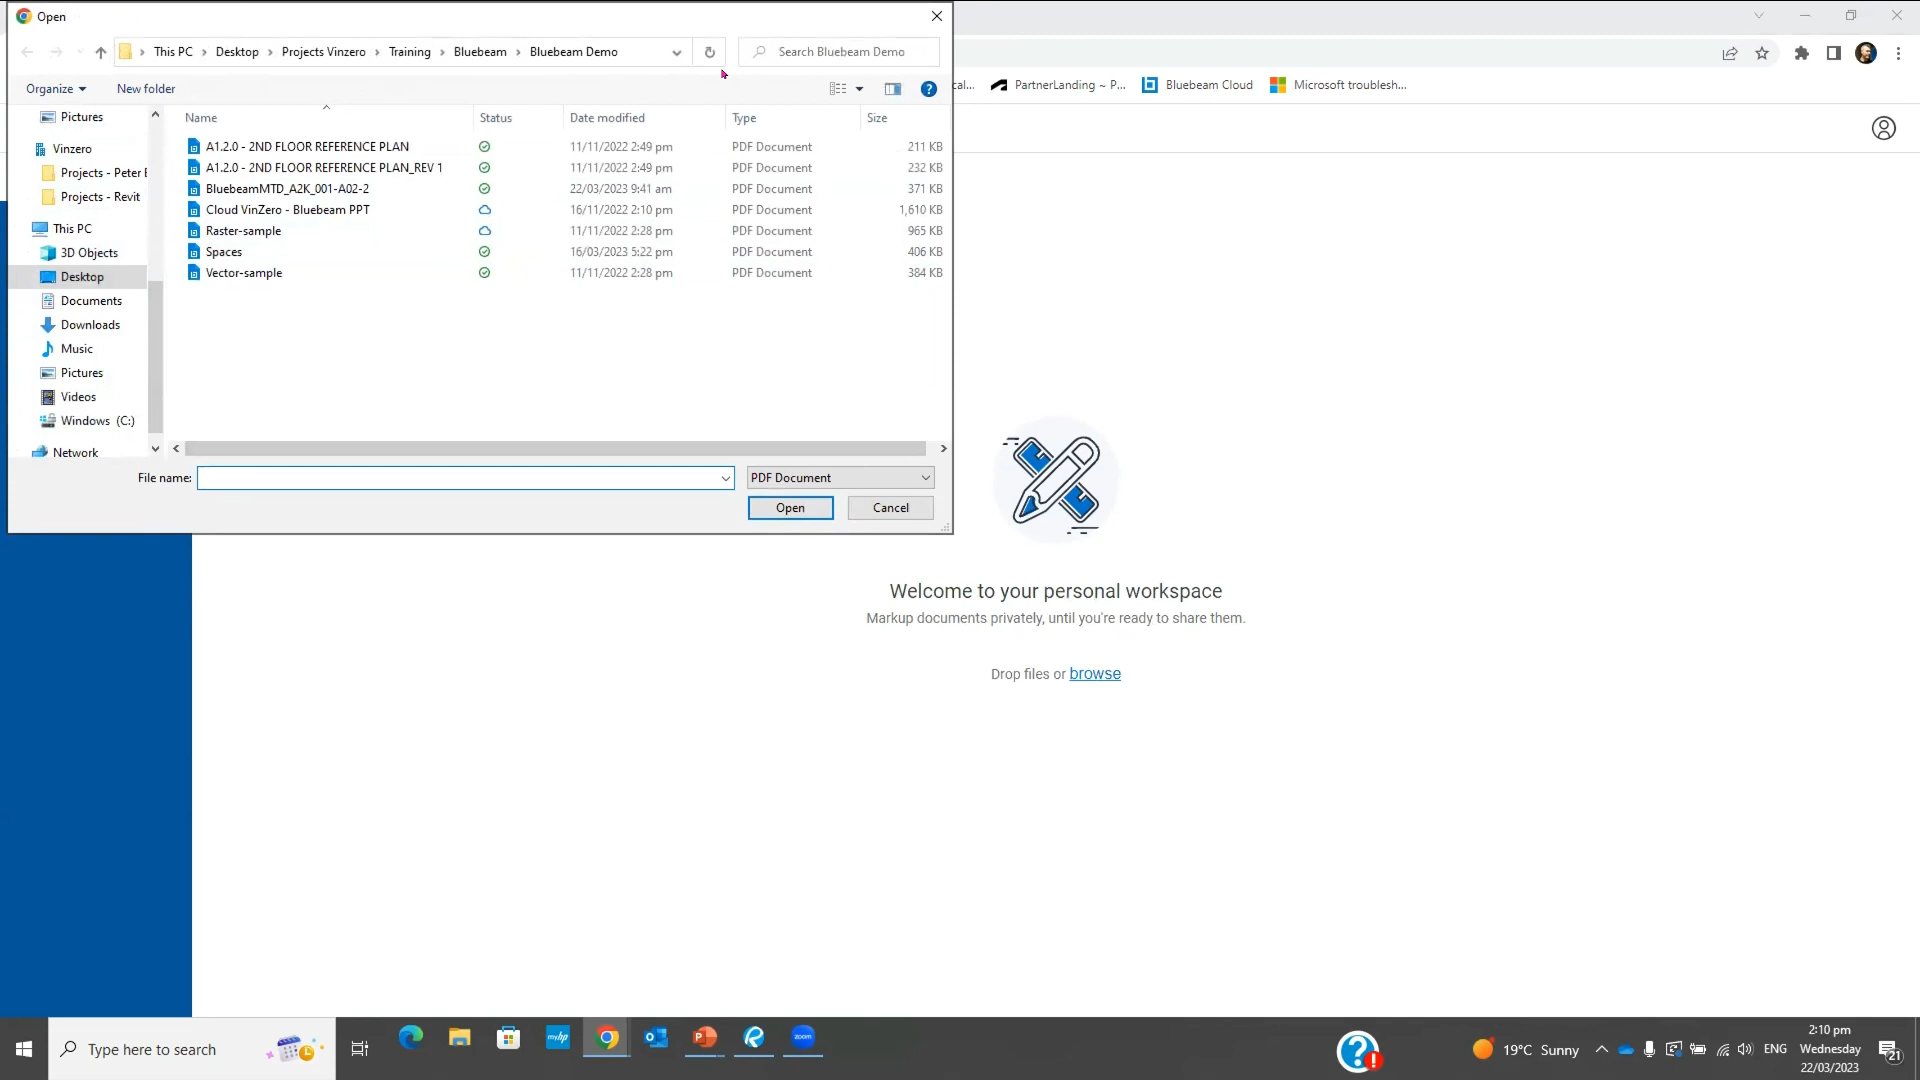 Open
This PC > Desktop > Projects Vinzero > Training > Bluebeam > Bluebeam Demo
Search Bluebeam Demo
Organize
New folder
cal...
PartnerLanding ~ P...
Bluebeam Cloud
Microsoft troublesh...
Pictures
Vinzero
Projects - Peter
Projects - Revit
This PC
3D Objects
Desktop
Documents
Downloads
Music
Pictures
Videos
Windows (C:)
Network
Name Status Date modified Type Size
A1.2.0 - 2ND FLOOR REFERENCE PLAN 11/11/2022 2:49 pm PDF Document 211 KB
A1.2.0 - 2ND FLOOR REFERENCE PLAN_REV 1 11/11/2022 2:49 pm PDF Document 232 KB
BluebeamMTD_A2K_001-A02-2 22/03/2023 9:41 am PDF Document 371 KB
Cloud VinZero - Bluebeam PPT 16/11/2022 2:10 pm PDF Document 1,610 KB
Raster-sample 11/11/2022 2:28 pm PDF Document 965 KB
Spaces 16/03/2023 5:22 pm PDF Document 406 KB
Vector-sample 11/11/2022 2:28 pm PDF Document 384 KB
File name:
PDF Document
Open
Cancel
Welcome to your personal workspace
Markup documents privately, until you're ready to share them.
Drop files or browse
Type here to search
myhp
zoom
19°C Sunny
ENG
2:10 pm
Wednesday
22/03/2023
21